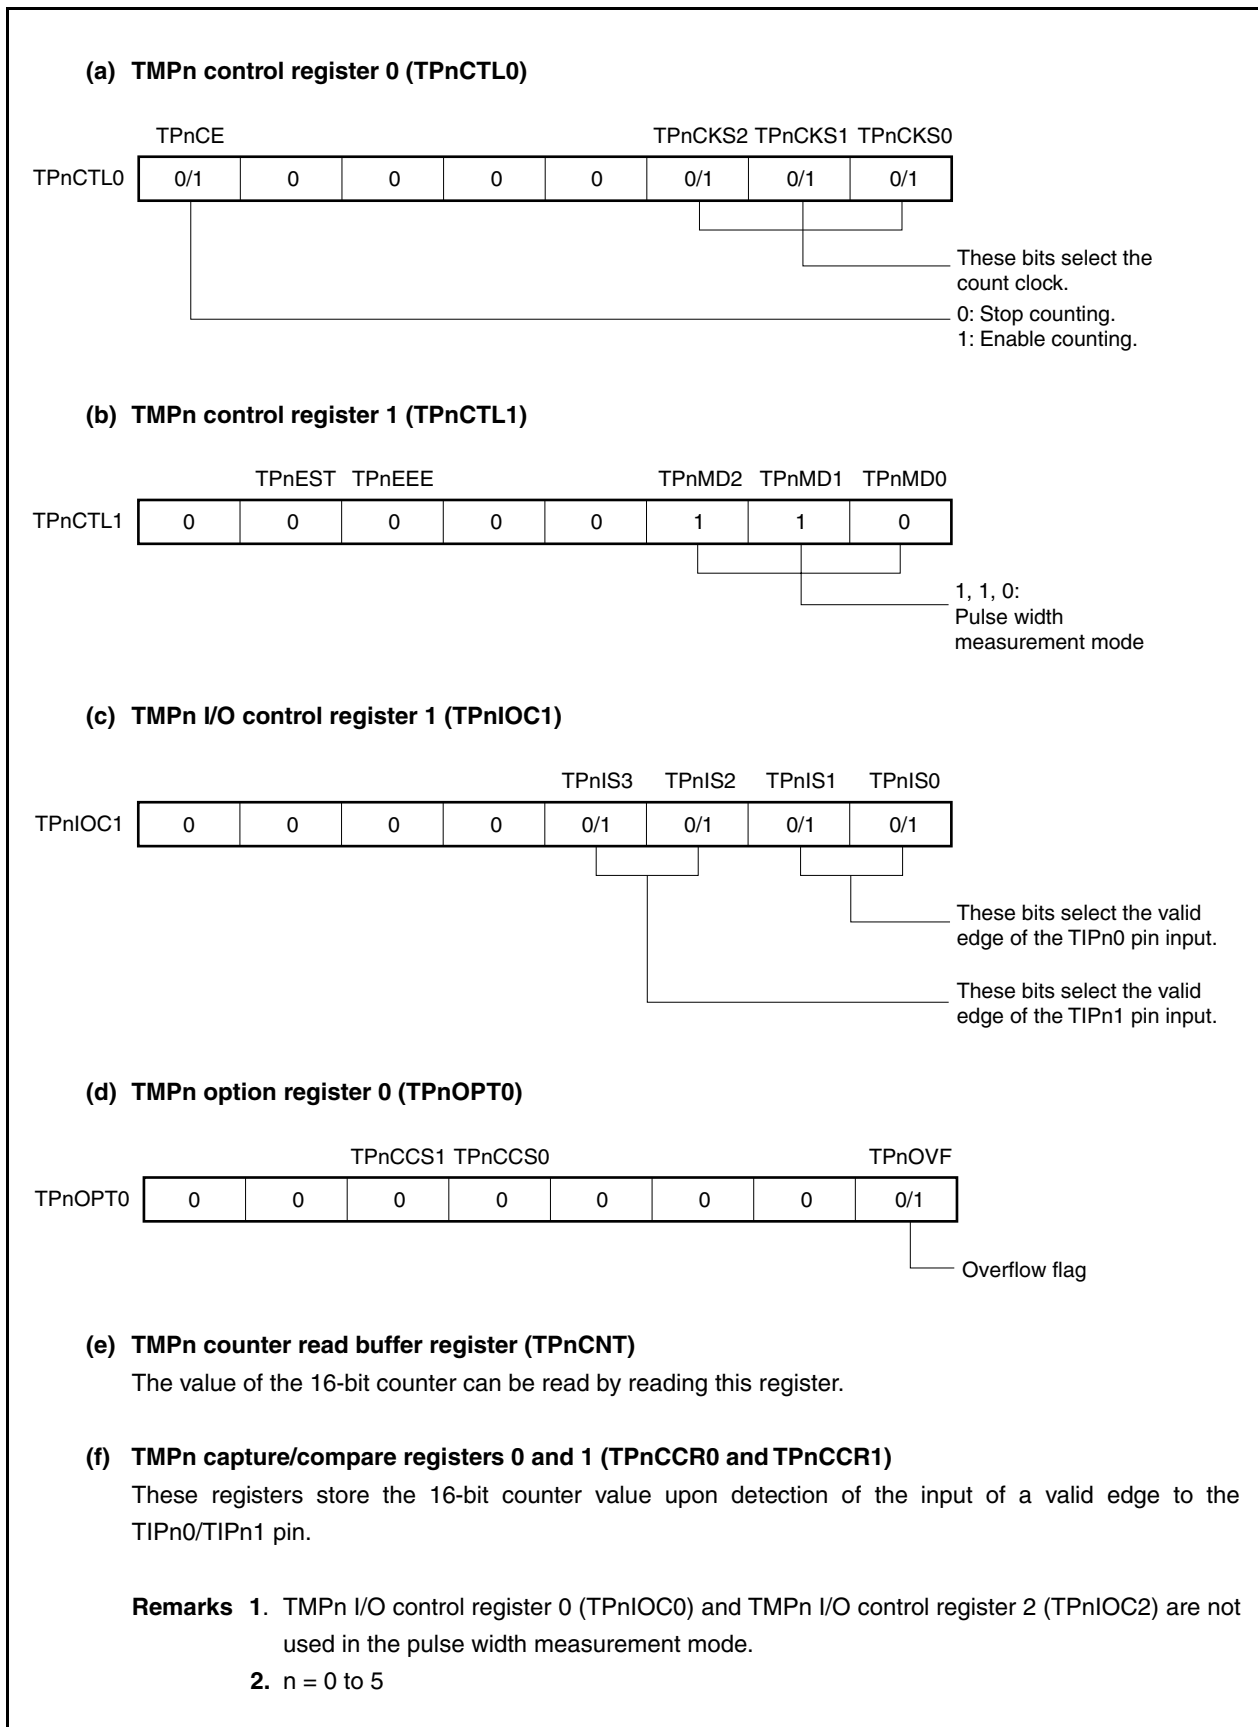 (a) TMPn control register 0 (TPnCTL0)
TPnCE TPnCKS2 TPnCKS1 TPnCKS0
TPnCTL0 0/1 0 0 0 0 0/1 0/1 0/1
These bits select the
count clock.
0: Stop counting.
1: Enable counting.
(b) TMPn control register 1 (TPnCTL1)
TPnEST TPnEEE TPnMD2 TPnMD1 TPnMD0
TPnCTL1 0 0 0 0 0 1 1 0
1, 1, 0:
Pulse width
measurement mode
(c) TMPn I/O control register 1 (TPnIOC1)
TPnIS3 TPnIS2 TPnIS1 TPnIS0
TPnIOC1 0 0 0 0 0/1 0/1 0/1 0/1
These bits select the valid
edge of the TIPn0 pin input.
These bits select the valid
edge of the TIPn1 pin input.
(d) TMPn option register 0 (TPnOPT0)
TPnCCS1 TPnCCS0 TPnOVF
TPnOPT0 0 0 0 0 0 0 0 0/1
Overflow flag
(e) TMPn counter read buffer register (TPnCNT)
The value of the 16-bit counter can be read by reading this register.
(f) TMPn capture/compare registers 0 and 1 (TPnCCR0 and TPnCCR1)
These registers store the 16-bit counter value upon detection of the input of a valid edge to the
TIPn0/TIPn1 pin.
Remarks 1. TMPn I/O control register 0 (TPnIOC0) and TMPn I/O control register 2 (TPnIOC2) are not
used in the pulse width measurement mode.
2. n = 0 to 5